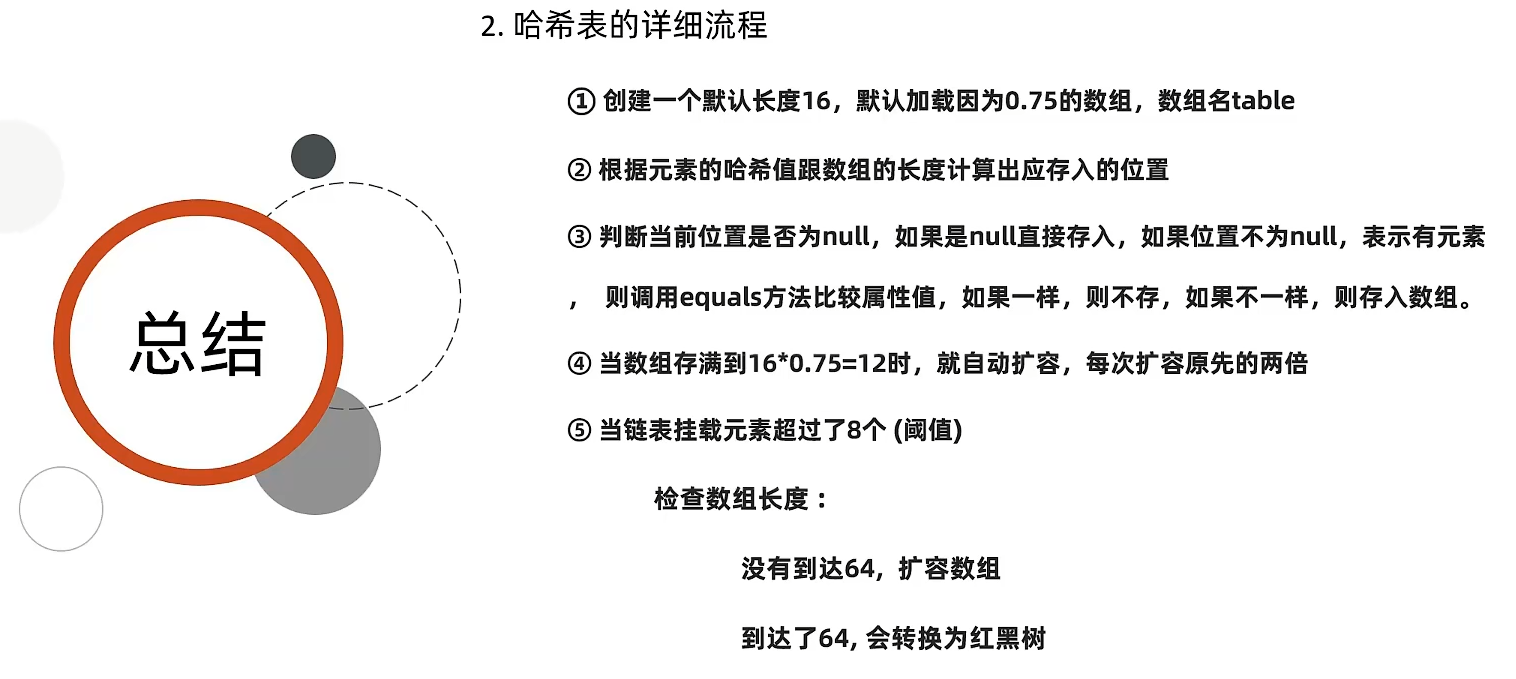 2. 哈希表的详细流程
① 创建一个默认长度16，默认加载因为0.75的数组，数组名table
② 根据元素的哈希值跟数组的长度计算出应存入的位置
③ 判断当前位置是否为null，如果是null直接存入，如果位置不为null，表示有元素
， 则调用equals方法比较属性值，如果一样，则不存，如果不一样，则存入数组。
④ 当数组存满到16*0.75=12时，就自动扩容，每次扩容原先的两倍
⑤ 当链表挂载元素超过了8个 (阈值)
检查数组长度：
没有到达64，扩容数组
到达了64, 会转换为红黑树
总结